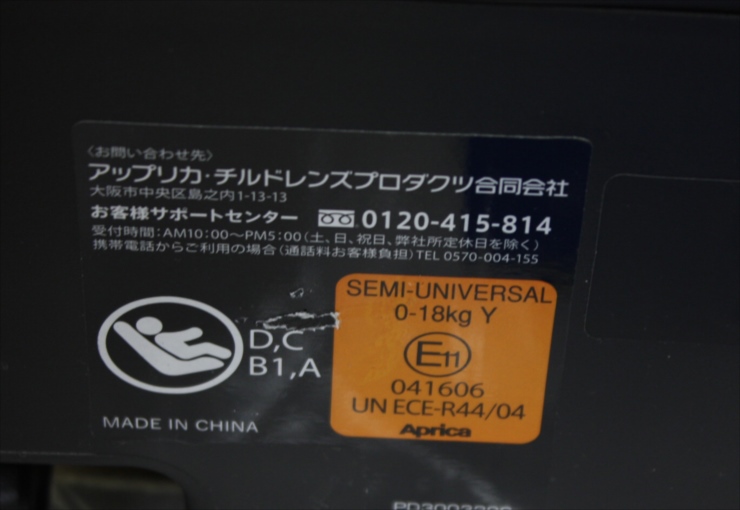 〈お問い合わせ先〉
アップリカ・チルドレンズプロダクツ合同会社
大阪市中央区島之内1-13-13
お客様サポートセンター 0120-415-814
受付時間:AM10:00〜PM5:00(土、日、祝日、弊社所定休日を除く)
携帯電話からご利用の場合(通話料お客様負担)TEL 0570-004-155
D,C
B1,A
MADE IN CHINA
SEMI-UNIVERSAL
0-18kg Y
E11
041606
UN ECE-R44/04
Aprica